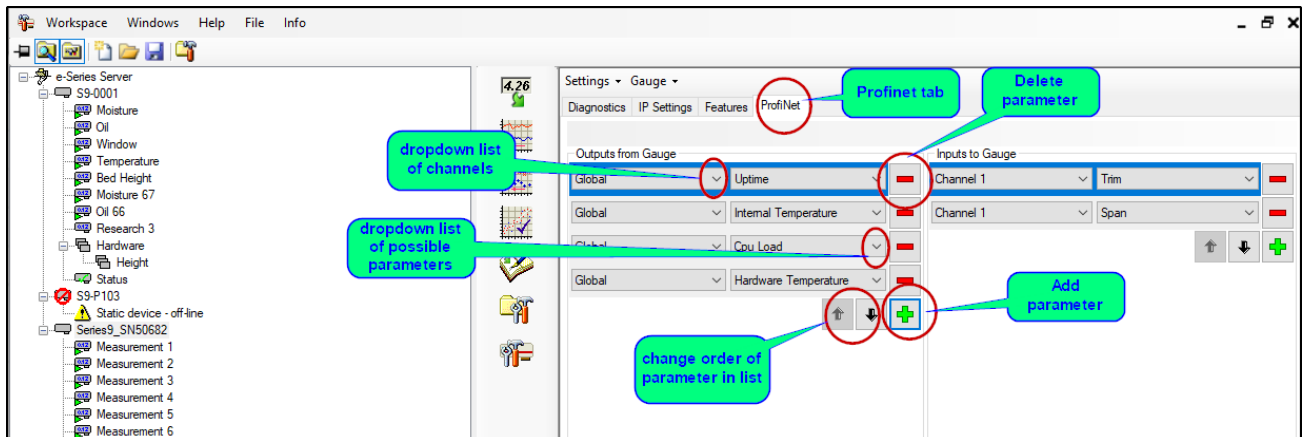 Workspace Windows Help File Info
e-Series Server
S9-0001
Moisture
Oil
Window
Temperature
Bed Height
Moisture 67
Oil 66
Research 3
Hardware
Height
Status
S9-P103
Static device - off-line
Series9_SN50682
Measurement 1
Measurement 2
Measurement 3
Measurement 4
Measurement 5
Measurement 6
4.26
Settings Gauge
Diagnostics IP Settings Features ProfiNet
Profinet tab
Delete
parameter
dropdown list
of channels
Outputs from Gauge
Global Uptime
Global Internal Temperature
Global Cpu Load
Global Hardware Temperature
Inputs to Gauge
Channel 1 Trim
Channel 1 Span
dropdown list
of possible
parameters
Add
parameter
change order of
parameter in list